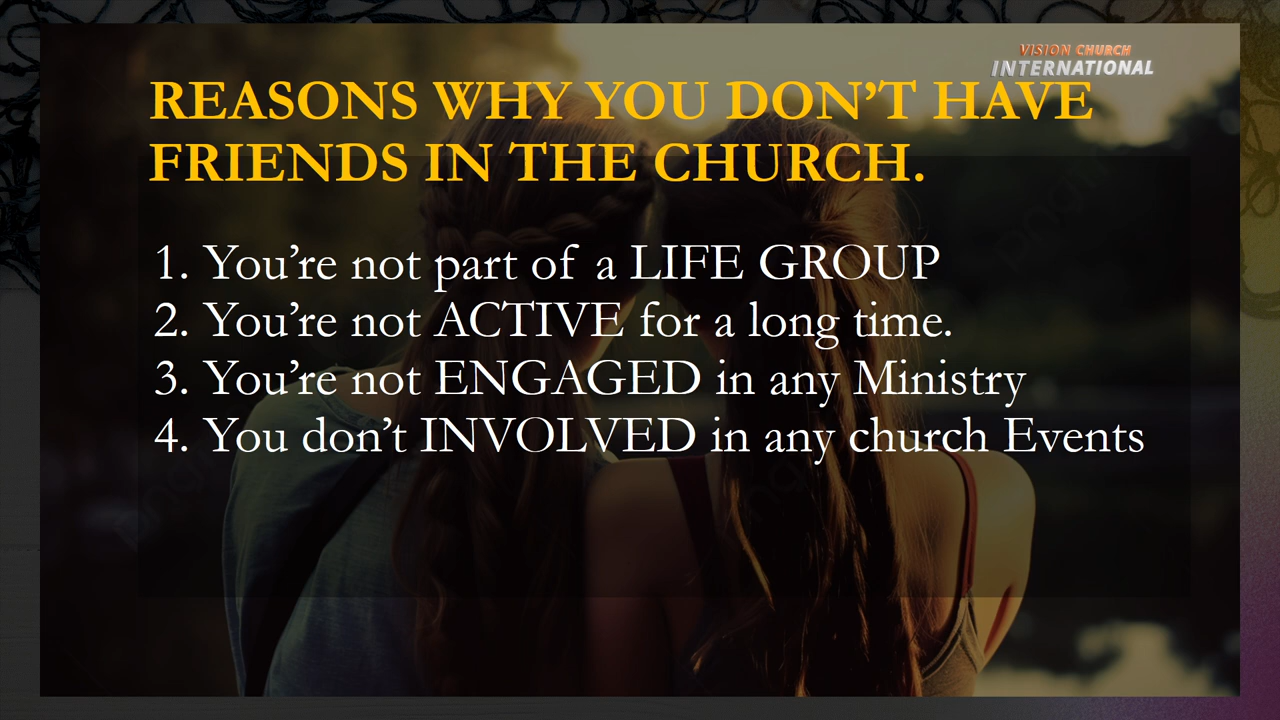 VISION CHURCH
INTERNATIONAL
REASONS WHY YOU DON’T HAVE
FRIENDS IN THE CHURCH.
1. You’re not part of a LIFE GROUP
2. You’re not ACTIVE for a long time.
3. You’re not ENGAGED in any Ministry
4. You don’t INVOLVED in any church Events